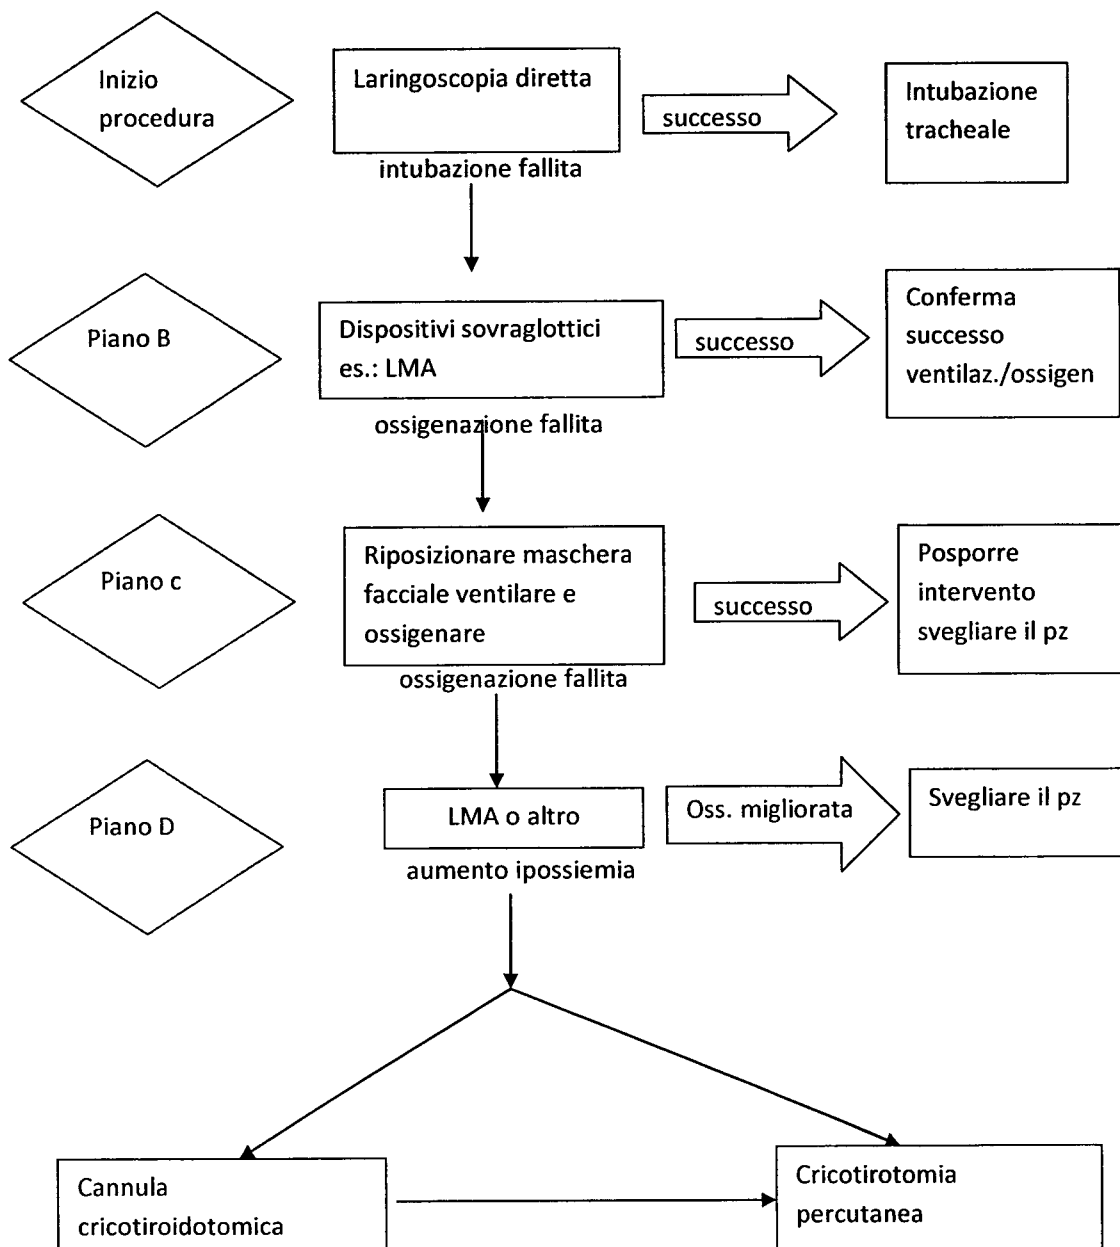 Inizio
procedura
Laringoscopia diretta
successo
Intubazione
tracheale
intubazione fallita
Piano B
Dispositivi sovraglottici
es.: LMA
successo
Conferma
successo
ventilaz./ossigen
ossigenazione fallita
Piano c
Riposizionare maschera
facciale ventilare e
ossigenare
successo
Posporre
intervento
svegliare il pz
ossigenazione fallita
Piano D
LMA o altro
Oss. migliorata
Svegliare il pz
aumento ipossiemia
Cannula
cricotiroidotomica
Cricotirotomia
percutanea